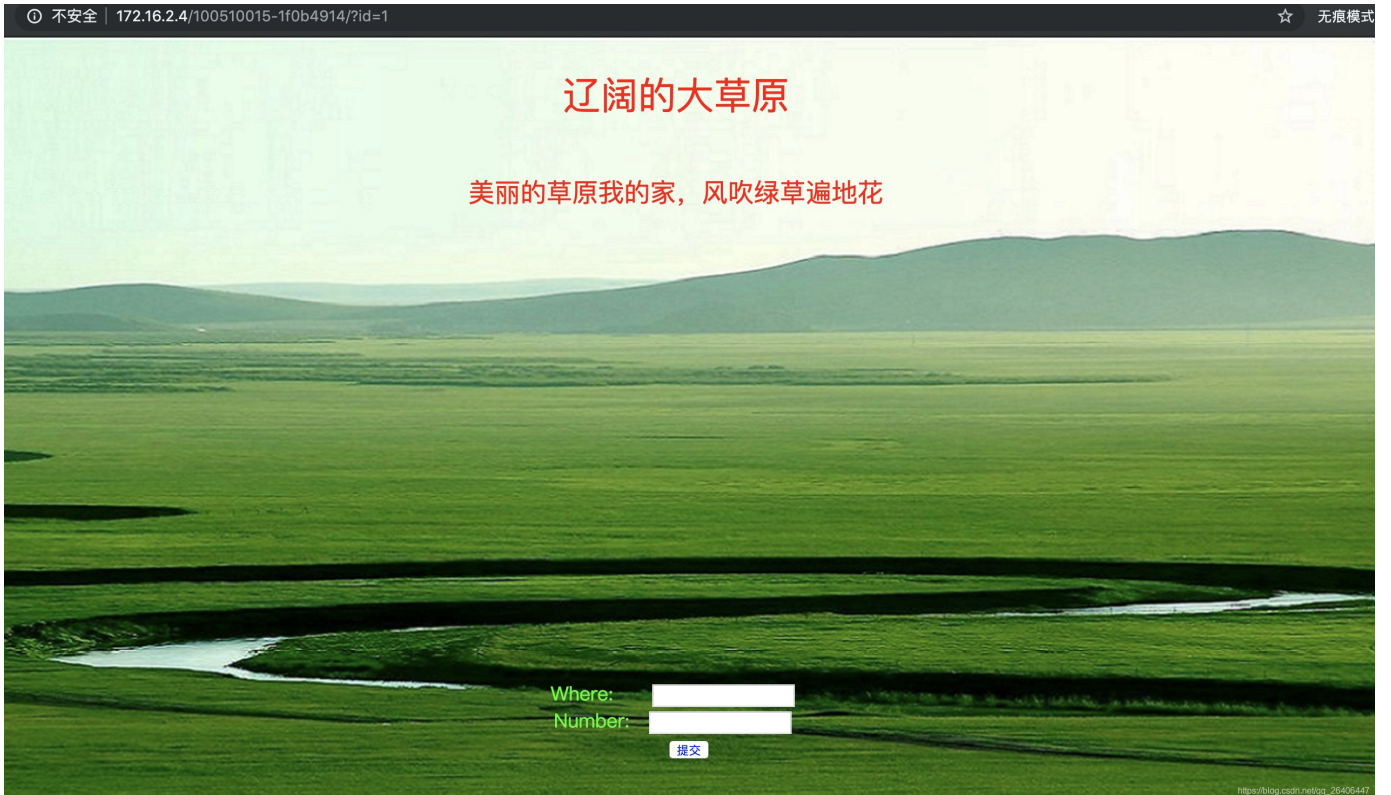 不安全 172.16.2.4/100510015-1f0b4914/?id=1 无痕模式
辽阔的大草原
美丽的草原我的家，风吹绿草遍地花
Where:
Number:
提交
https://blog.csdn.net/qq_26406447